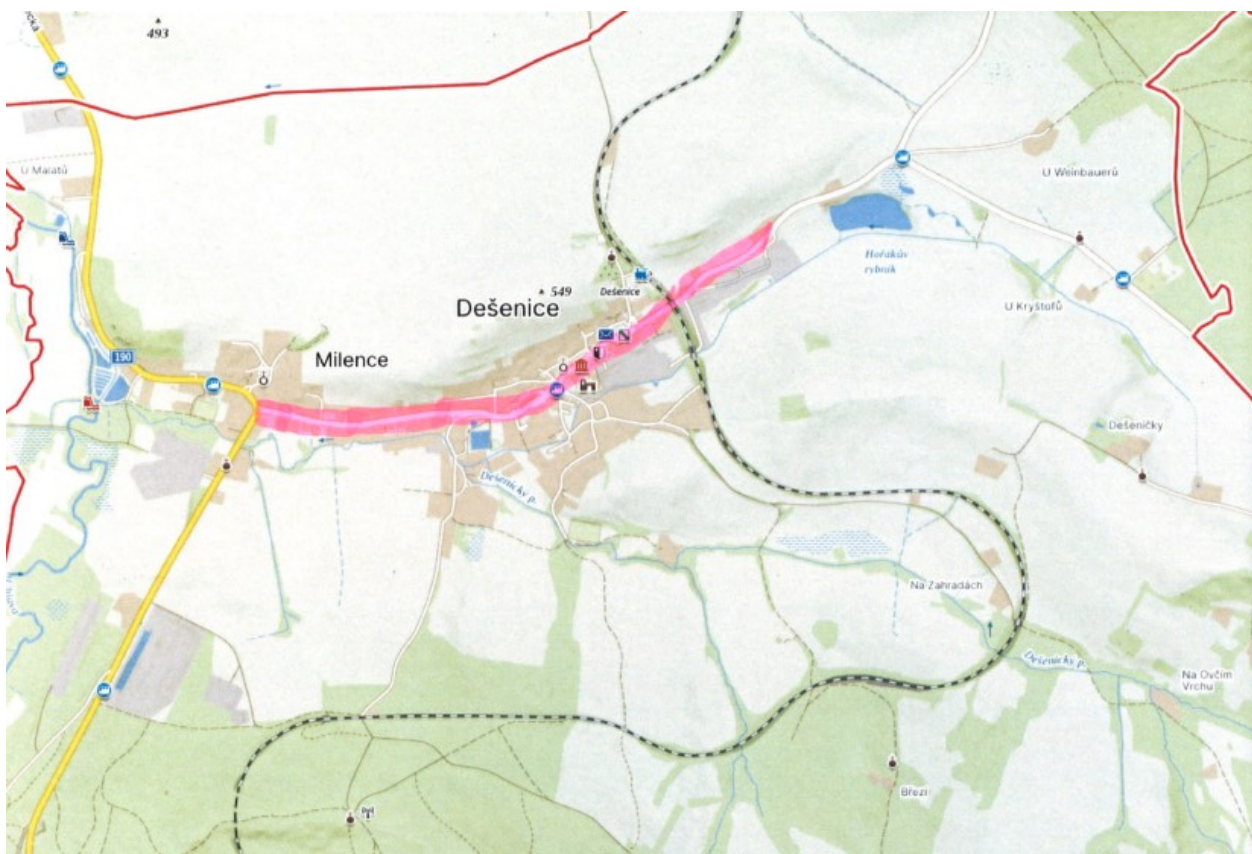 493
U Malatů
190
Milence
Dešenice
549
Dešenice
Hořákův
rybník
U Weinbauerů
U Kryštofů
Dešeničky
Dešenický p.
Na Zahradách
Dešenický p.
Na Ovčím
Vrchu
Březí